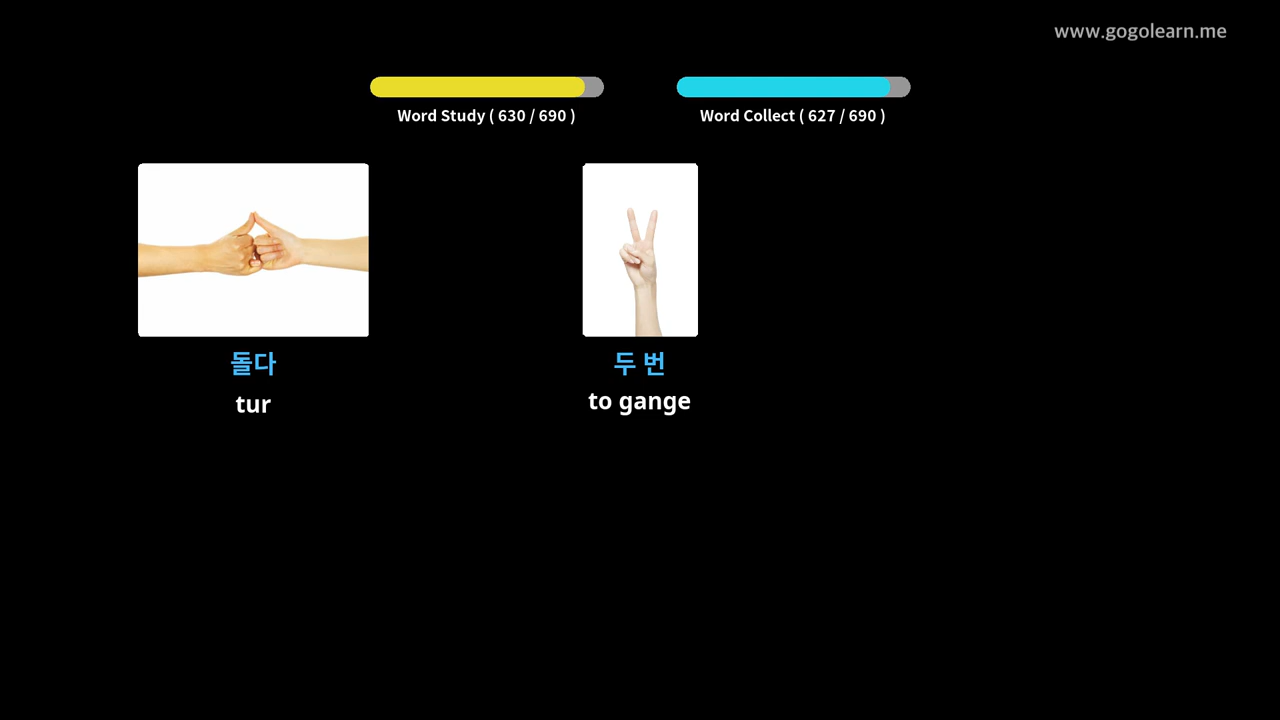 www.gogolearn.me
Word Study ( 630 / 690 )
Word Collect ( 627 / 690 )
돌다
tur
두 번
to gange